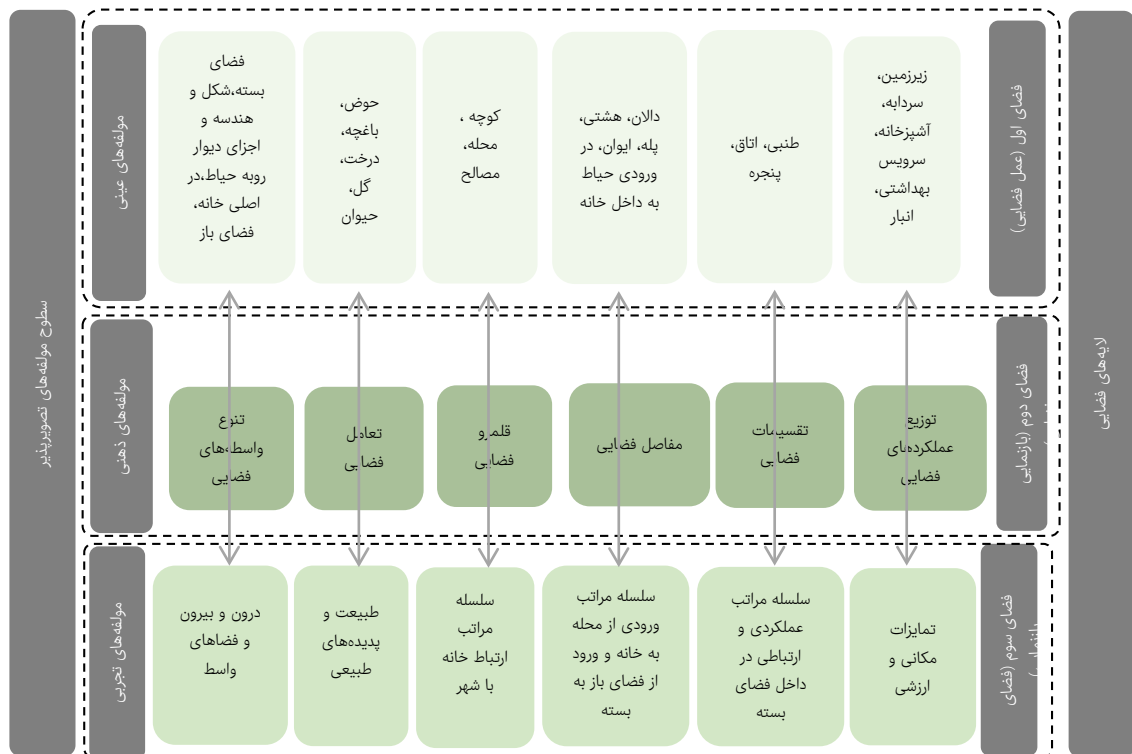 لایه‌های فضایی
فضای اول (عمل فضایی)
زیرزمین،
سردابه،
آشپزخانه،
سرویس
بهداشتی،
انبار
طنبی، اتاق،
پنجره
دالان، هشتی،
پله، ایوان، در
ورودی حیاط
به داخل خانه
کوچه ،
محله،
مصالح
حوض،
باغچه،
درخت،
گل،
حیوان
فضای
بسته،شکل و
هندسه و
اجزای دیوار
روبه حیاط،در
اصلی خانه،
فضای باز
مولفه‌های عینی
سطوح مولفه‌های تصویرپذیر
فضای دوم (بازنمایی
توزیع
عملکردهای
فضایی
تقسیمات
فضایی
مفاصل فضایی
قلمرو
فضایی
تعامل
فضایی
تنوع
واسطه‌های
فضایی
مولفه‌های ذهنی
فضای سوم (فضای
تمایزات
مکانی و
ارزشی
سلسله مراتب
عملکردی و
ارتباطی در
داخل فضای
بسته
سلسله مراتب
ورودی از محله
به خانه و ورود
از فضای باز به
بسته
سلسله
مراتب
ارتباط خانه
با شهر
طبیعت و
پدیده‌های
طبیعی
درون و بیرون
و فضاهای
واسط
مولفه‌های تجربی